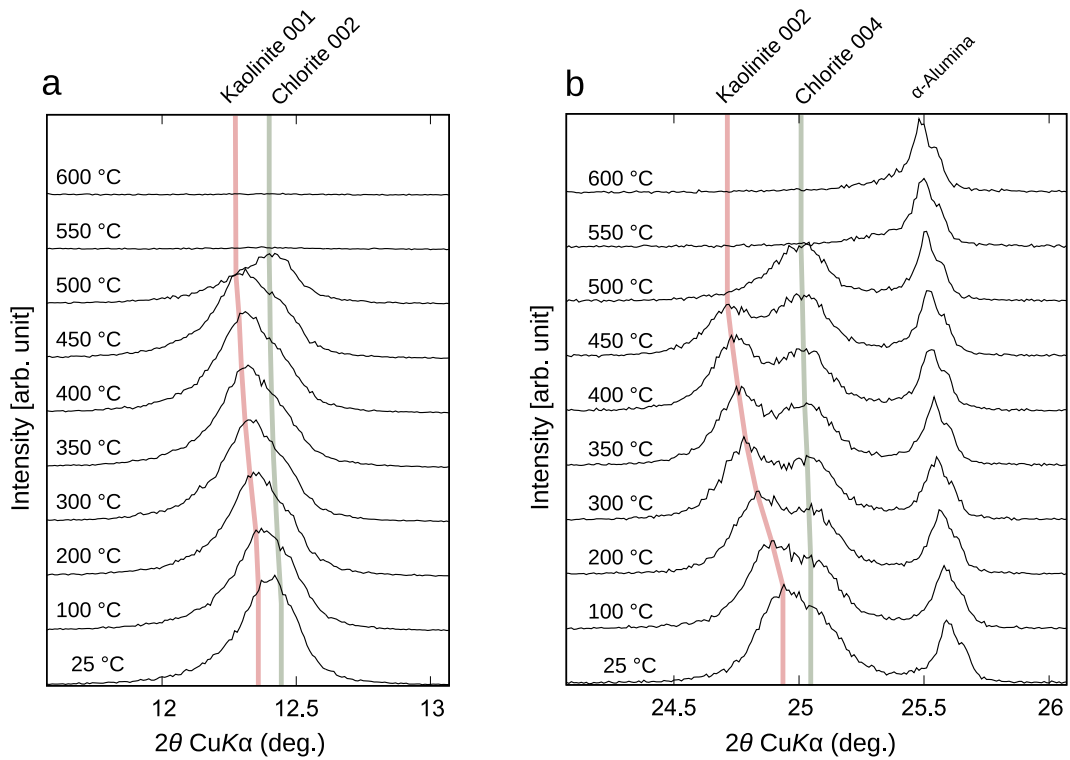 a
Kaolinite 001
Chlorite 002
600 °C
550 °C
500 °C
450 °C
400 °C
350 °C
300 °C
200 °C
100 °C
25 °C
Intensity [arb. unit]
12
12.5
13
2θ CuKα (deg.)
b
Kaolinite 002
Chlorite 004
α-Alumina
600 °C
550 °C
500 °C
450 °C
400 °C
350 °C
300 °C
200 °C
100 °C
25 °C
Intensity [arb. unit]
24.5
25
25.5
26
2θ CuKα (deg.)